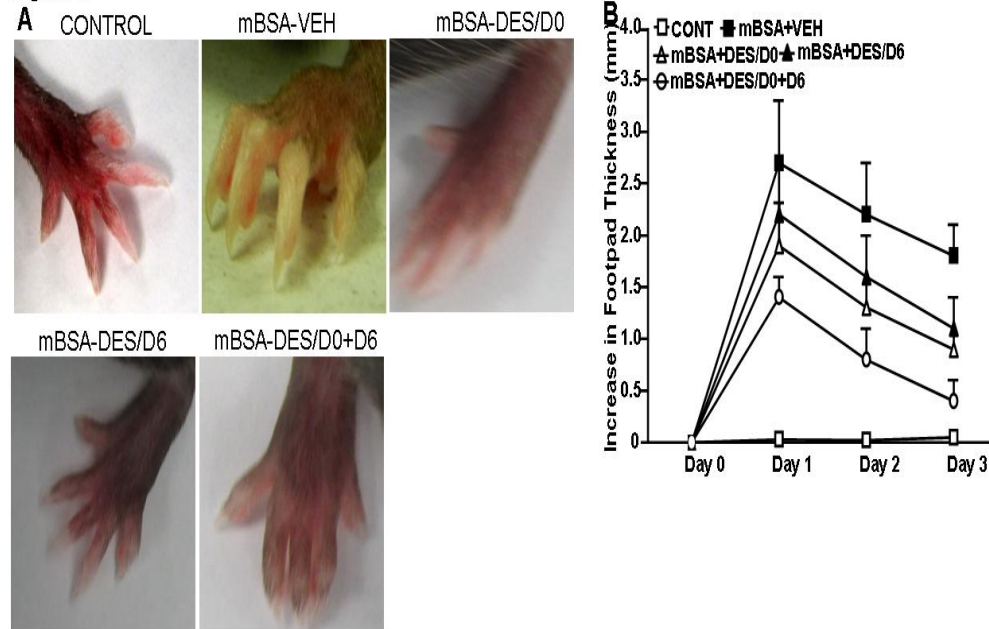 A
CONTROL
mBSA-VEH
mBSA-DES/D0
mBSA-DES/D6
mBSA-DES/D0+D6
B
CONT mBSA+VEH
mBSA+DES/D0 mBSA+DES/D6
mBSA+DES/D0+D6
Increase in Footpad Thickness (mm)
4.0
3.5
3.0
2.5
2.0
1.5
1.0
0.5
0
Day 0 Day 1 Day 2 Day 3